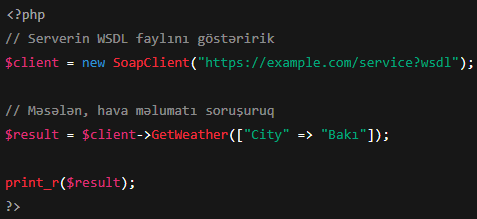 <?php
// Serverin WSDL faylını göstəririk
$client = new SoapClient("https://example.com/service?wsdl");
// Məsələn, hava məlumatı soruşuruq
$result = $client->GetWeather(["City" => "Bakı"]);
print_r($result);
?>